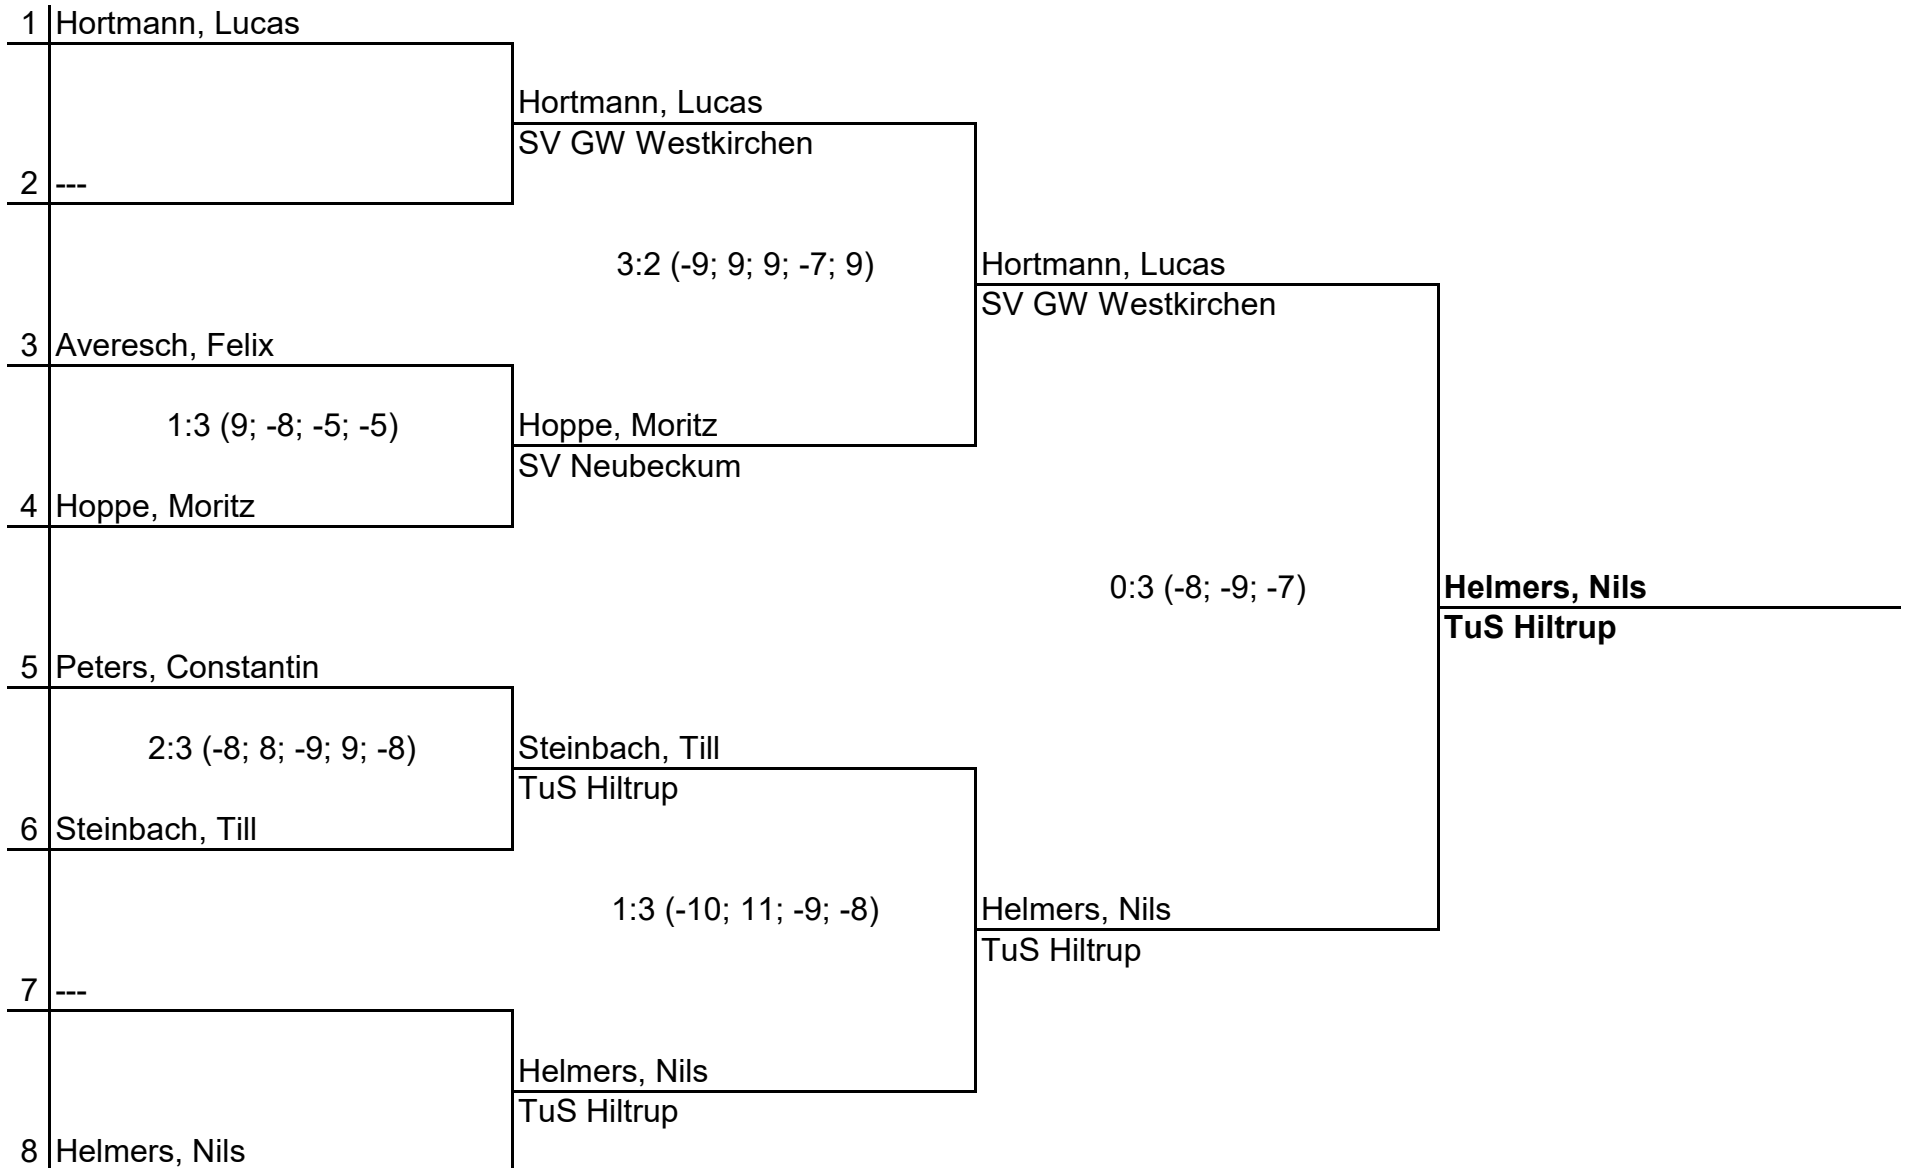 1 Hortmann, Lucas
Hortmann, Lucas
SV GW Westkirchen
2 ---
3:2 (-9; 9; 9; -7; 9)
Hortmann, Lucas
SV GW Westkirchen
3 Averesch, Felix
1:3 (9; -8; -5; -5)
Hoppe, Moritz
SV Neubeckum
4 Hoppe, Moritz
0:3 (-8; -9; -7)
Helmers, Nils
TuS Hiltrup
5 Peters, Constantin
2:3 (-8; 8; -9; 9; -8)
Steinbach, Till
TuS Hiltrup
6 Steinbach, Till
1:3 (-10; 11; -9; -8)
Helmers, Nils
TuS Hiltrup
7 ---
Helmers, Nils
TuS Hiltrup
8 Helmers, Nils